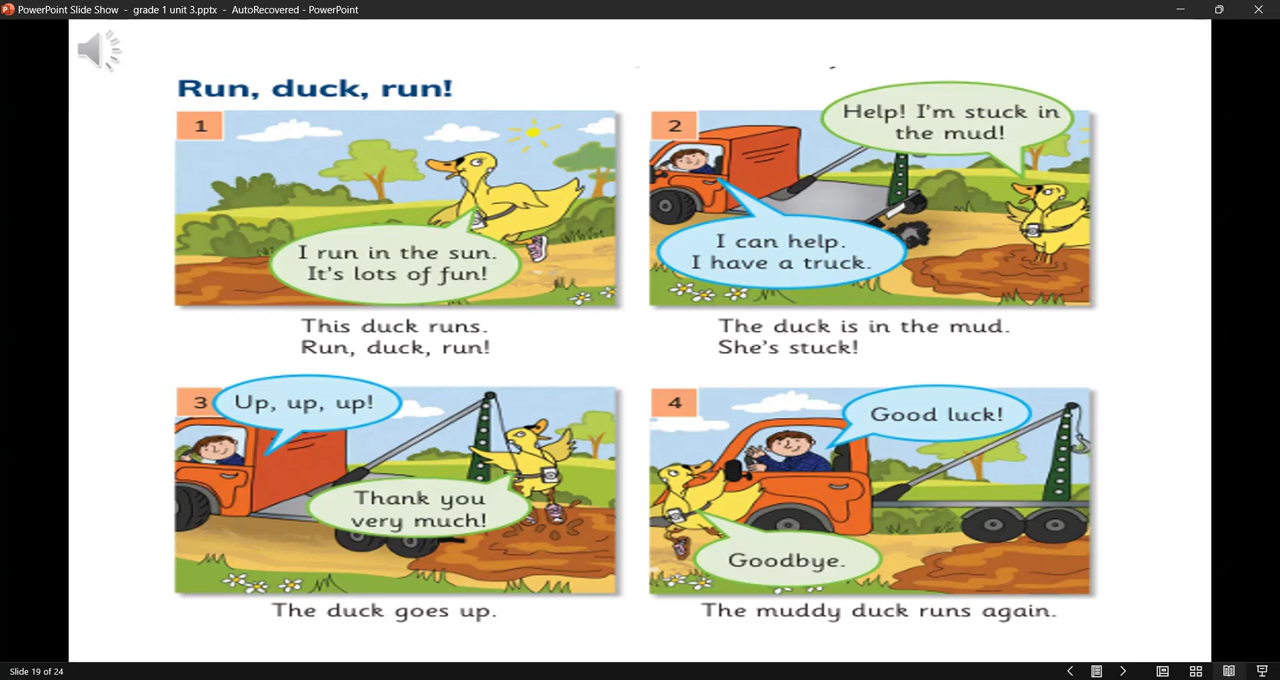 PowerPoint Slide Show - grade 1 unit 3.pptx - AutoRecovered - PowerPoint
Run, duck, run!
1
I run in the sun.
It's lots of fun!
This duck runs.
Run, duck, run!
2
Help! I'm stuck in
the mud!
I can help.
I have a truck.
The duck is in the mud.
She's stuck!
3
Up, up, up!
Thank you
very much!
The duck goes up.
4
Good luck!
Goodbye.
The muddy duck runs again.
Slide 19 of 24